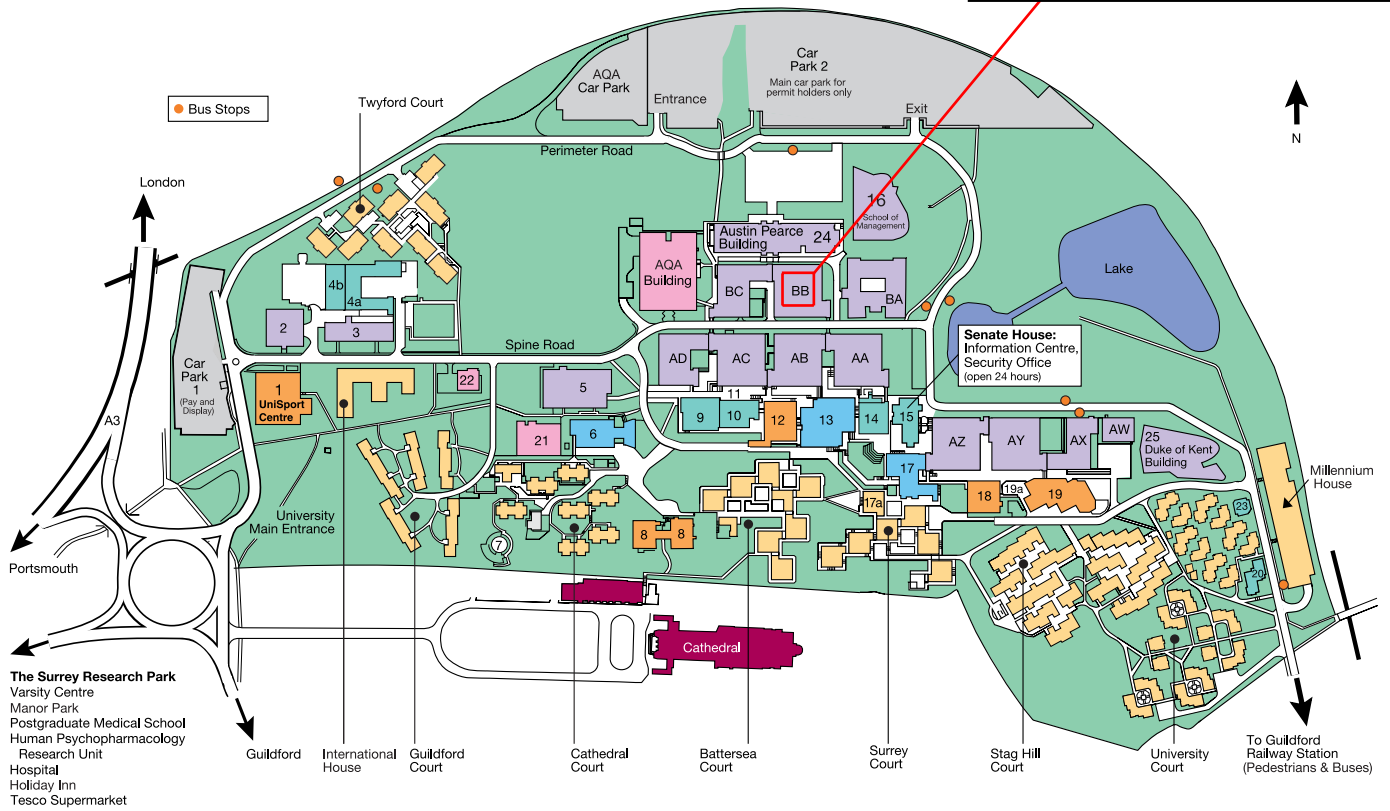 Car
Park 2
Main car park for
permit holders only
AQA
Car Park
Entrance
Exit
Twyford Court
Bus Stops
N
Perimeter Road
London
16
School of
Management
Austin Pearce
Building
24
AQA
Building
BC
BB
BA
Lake
4b
4a
2
3
Spine Road
Senate House:
Information Centre,
Security Office
(open 24 hours)
AD
AC
AB
AA
Car
Park
1
(Pay and
Display)
A3
1
UniSport
Centre
22
5
11
9
10
12
13
14
15
21
6
AZ
AY
AX
AW
25
Duke of Kent
Building
17
17a
18
19a
19
Millennium
House
23
20
University
Main Entrance
7
8
8
Portsmouth
Cathedral
The Surrey Research Park
Varsity Centre
Manor Park
Postgraduate Medical School
Human Psychopharmacology
Research Unit
Hospital
Holiday Inn
Tesco Supermarket
Guildford
International
House
Guildford
Court
Cathedral
Court
Battersea
Court
Surrey
Court
Stag Hill
Court
University
Court
To Guildford
Railway Station
(Pedestrians & Buses)